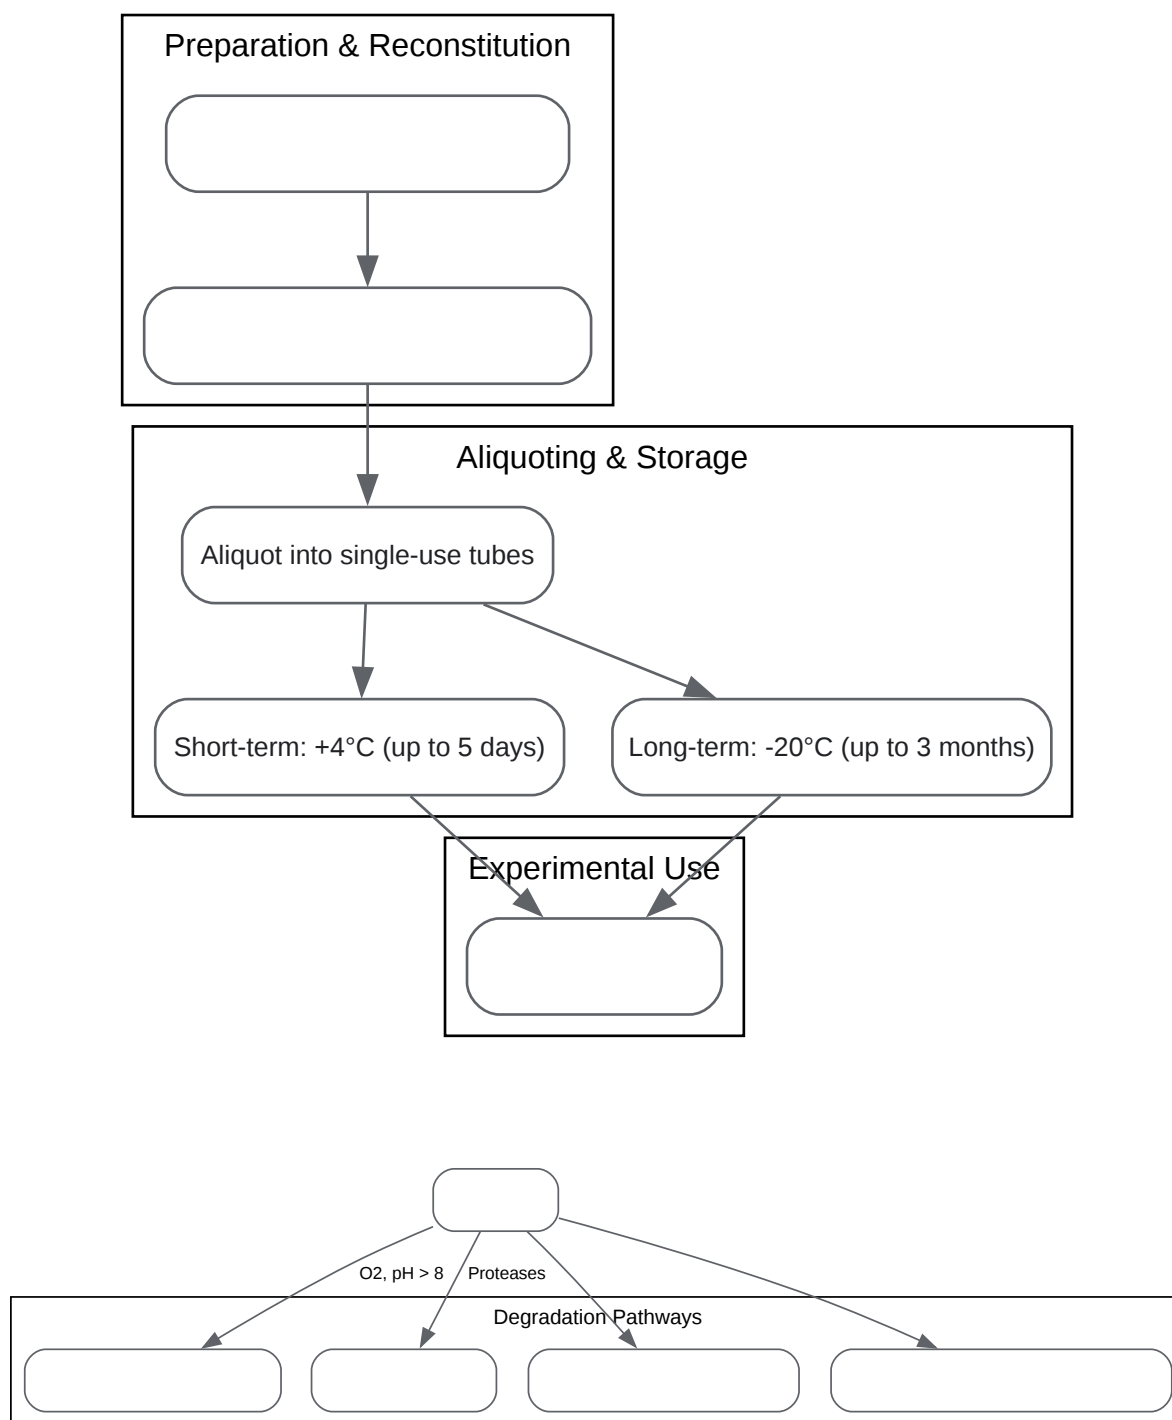 Preparation & Reconstitution
Aliquoting & Storage
Aliquot into single-use tubes
Short-term: +4°C (up to 5 days)
Long-term: -20°C (up to 3 months)
Experimental Use
O2, pH > 8
Proteases
Degradation Pathways